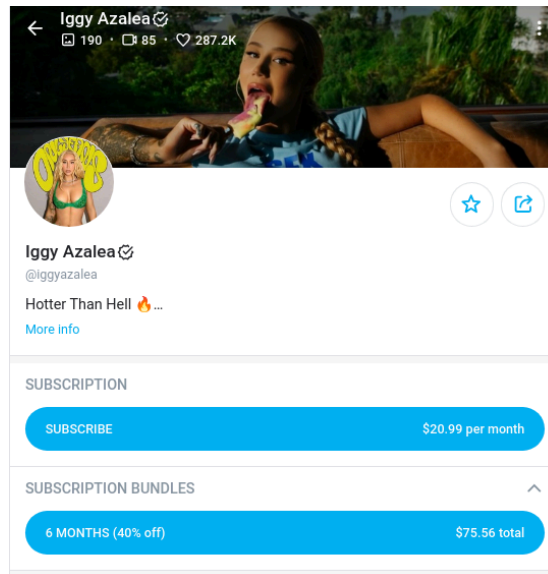 Iggy Azalea
190 · 85 · 287.2K
Iggy Azalea
@iggyazalea
Hotter Than Hell 🔥...
More info
SUBSCRIPTION
SUBSCRIBE $20.99 per month
SUBSCRIPTION BUNDLES
6 MONTHS (40% off) $75.56 total